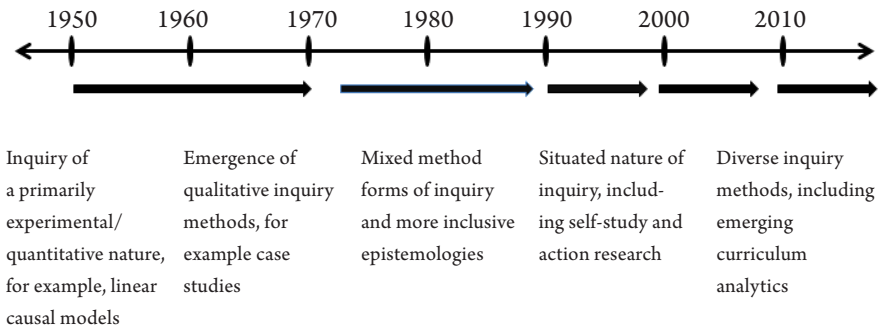 1950 1960 1970 1980 1990 2000 2010
Inquiry of
a primarily
experimental/
quantitative nature,
for example, linear
causal models
Emergence of
qualitative inquiry
methods, for
example case
studies
Mixed method
forms of inquiry
and more inclusive
epistemologies
Situated nature of
inquiry, includ-
ing self-study and
action research
Diverse inquiry
methods, including
emerging
curriculum
analytics